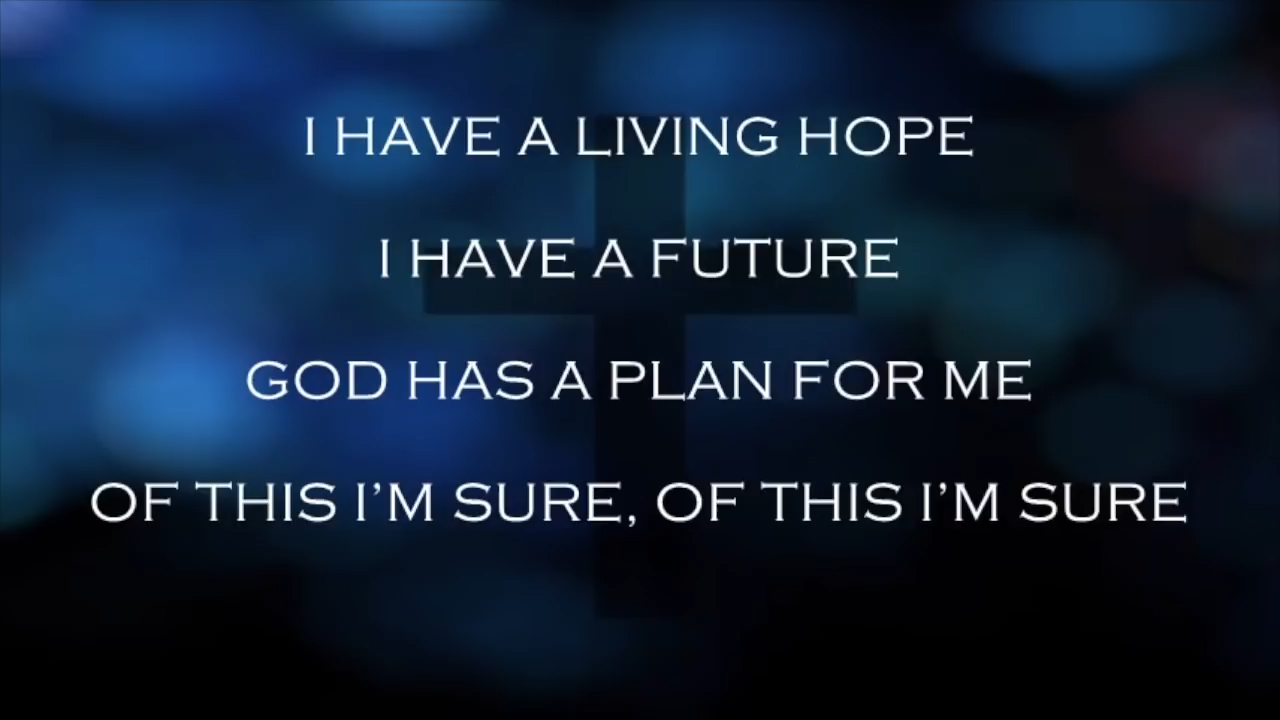 I HAVE A LIVING HOPE
I HAVE A FUTURE
GOD HAS A PLAN FOR ME
OF THIS I’M SURE, OF THIS I’M SURE